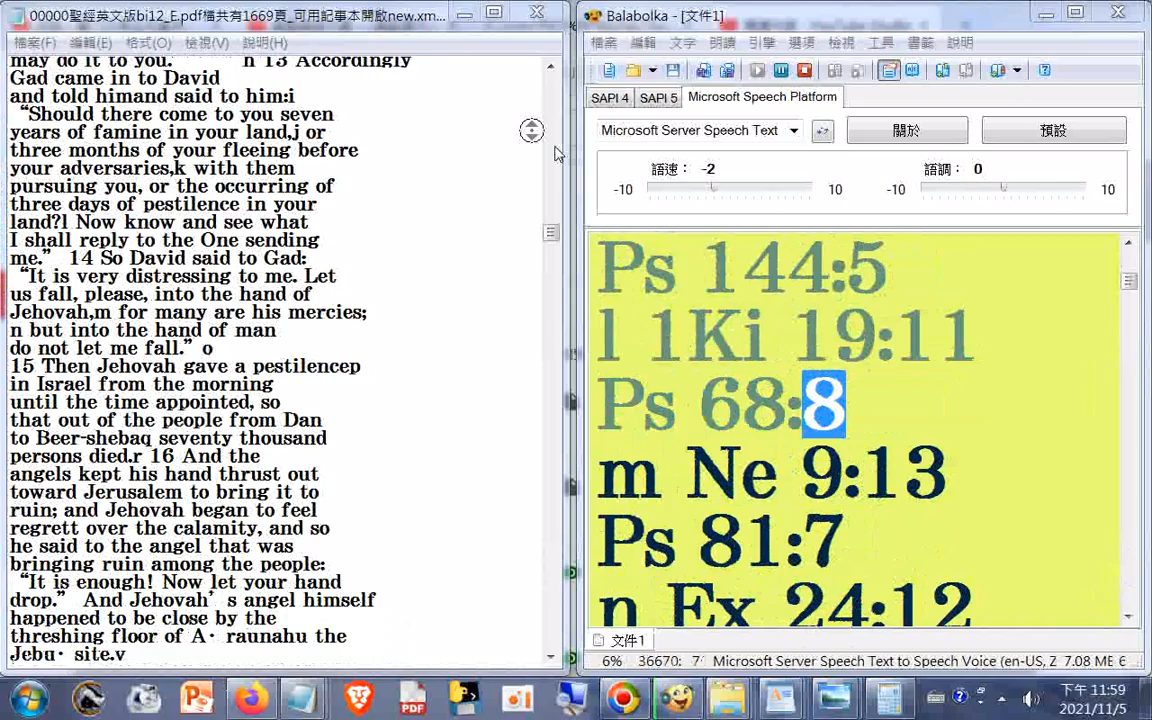 00000聖經英文版bi12_E.pdf檔共有1669頁_可用記事本開啟new.xm...
檔案(F) 編輯(E) 格式(O) 檢視(V) 說明(H)
may do it to you. h 13 Accordingly
Gad came in to David
and told himand said to him:i
“Should there come to you seven
years of famine in your land,j or
three months of your fleeing before
your adversaries,k with them
pursuing you, or the occurring of
three days of pestilence in your
land?l Now know and see what
I shall reply to the One sending
me.” 14 So David said to Gad:
“It is very distressing to me. Let
us fall, please, into the hand of
Jehovah,m for many are his mercies;
n but into the hand of man
do not let me fall.” o
15 Then Jehovah gave a pestilencep
in Israel from the morning
until the time appointed, so
that out of the people from Dan
to Beer-shebaq seventy thousand
persons died.r 16 And the
angels kept his hand thrust out
toward Jerusalem to bring it to
ruin; and Jehovah began to feel
regrett over the calamity, and so
he said to the angel that was
bringing ruin among the people:
“It is enough! Now let your hand
drop.” And Jehovah’s angel himself
happened to be close by the
threshing floor of A· raunahu the
Jebu· site.v
Balabolka - [文件1]
檔案 編輯 文字 朗讀 引擎 選項 檢視 工具 書籤 說明
SAPI 4 SAPI 5 Microsoft Speech Platform
Microsoft Server Speech Text 關於 預設
語速: -2 語調: 0
-10 10 -10 10
Ps 144:5
l 1Ki 19:11
Ps 68:8
m Ne 9:13
Ps 81:7
n Ex 24:12
文件1
6% 36670: 7 Microsoft Server Speech Text to Speech Voice (en-US, Z 7.08 MB 6
下午 11:59
2021/11/5